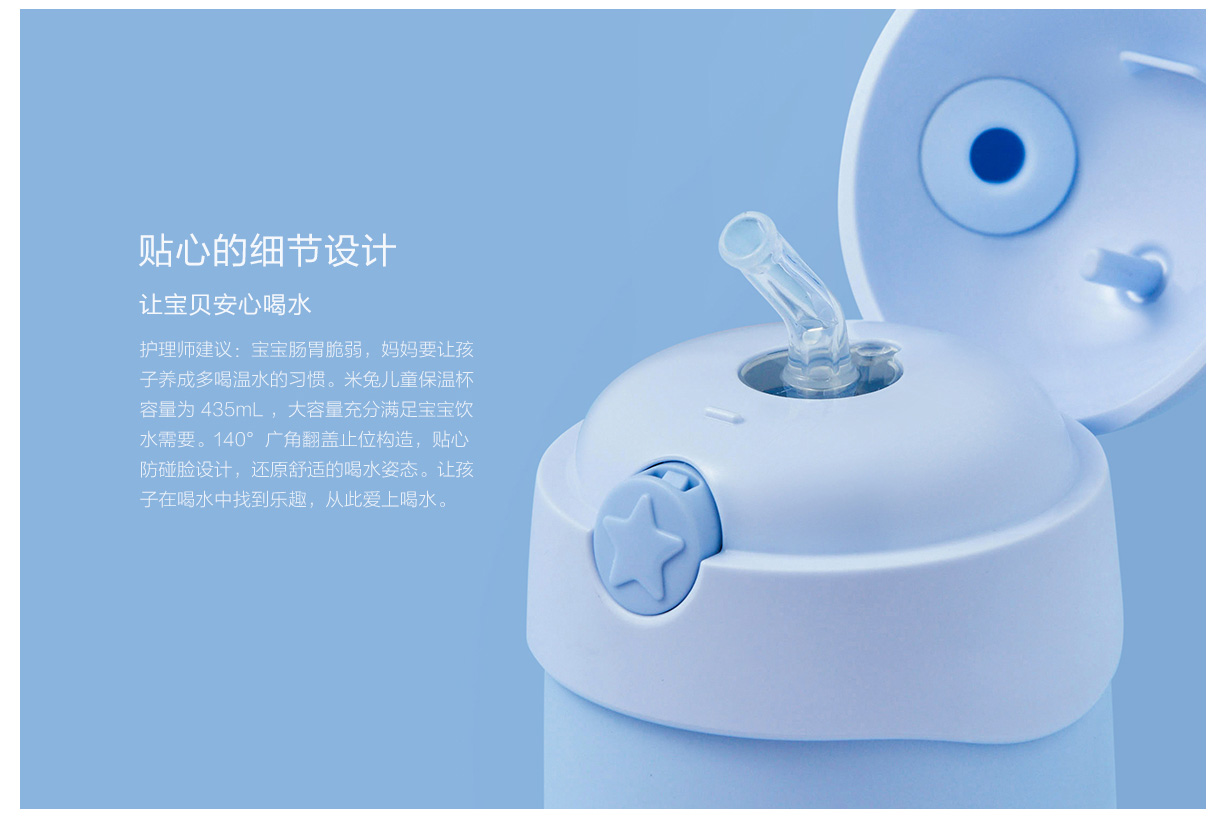 贴心的细节设计
让宝贝安心喝水
护理师建议：宝宝肠胃脆弱，妈妈要让孩
子养成多喝温水的习惯。米兔儿童保温杯
容量为 435mL ，大容量充分满足宝宝饮
水需要。140° 广角翻盖止位构造，贴心
防碰脸设计，还原舒适的喝水姿态。让孩
子在喝水中找到乐趣，从此爱上喝水。